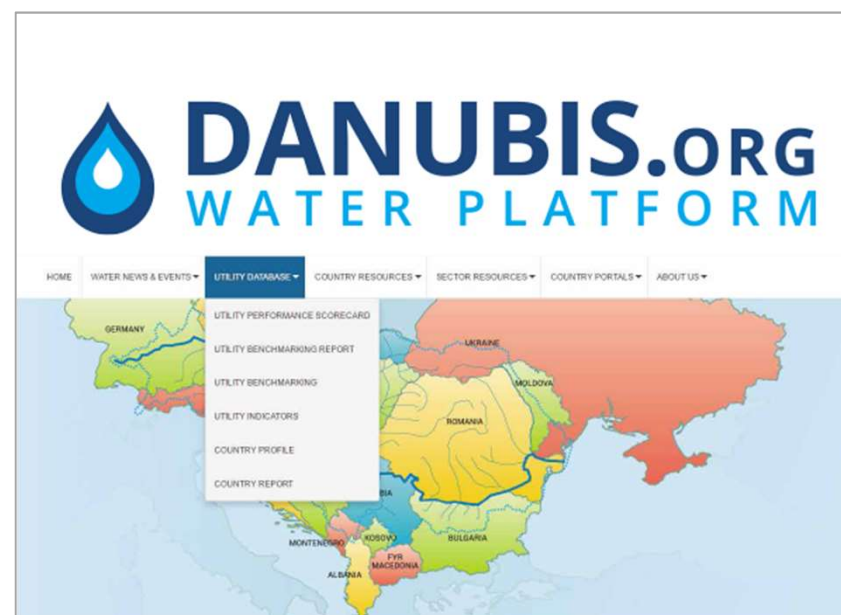 DANUBIS.ORG
WATER PLATFORM
HOME WATER NEWS & EVENTS UTILITY DATABASE COUNTRY RESOURCES SECTOR RESOURCES COUNTRY PORTALS ABOUT US
UTILITY PERFORMANCE SCORECARD
UTILITY BENCHMARKING REPORT
UTILITY BENCHMARKING
UTILITY INDICATORS
COUNTRY PROFILE
COUNTRY REPORT
GERMANY
UKRAINE
MOLDOVA
ROMANIA
BIA
MONTENEGRO
KOSOVO
BULGARIA
FYR
MACEDONIA
ALBANIA